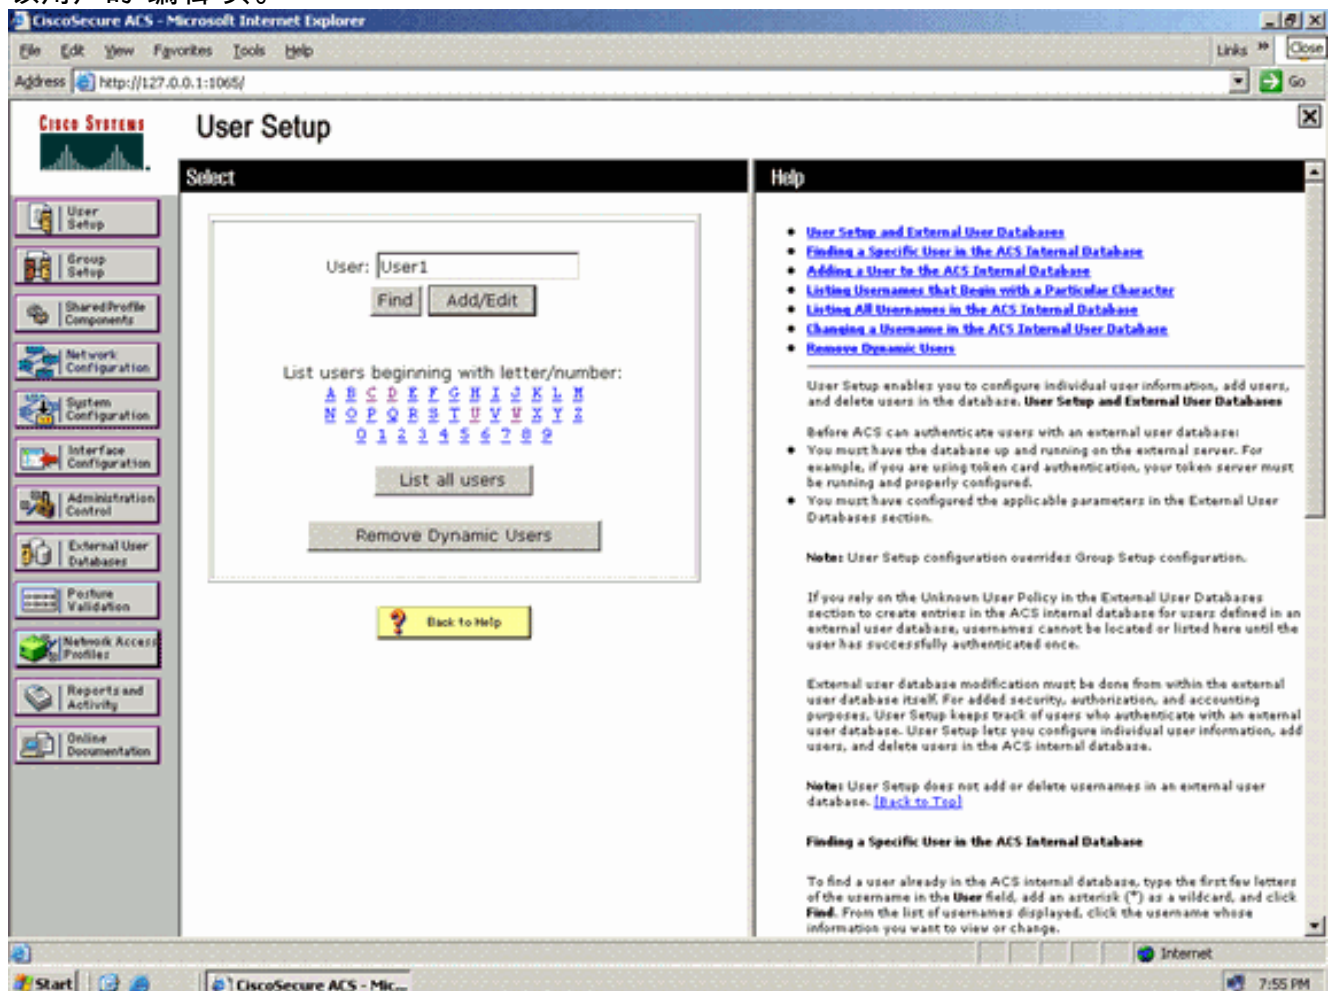 该用户的"编辑"页。
CiscoSecure ACS - Microsoft Internet Explorer
File Edit View Favorites Tools Help
Links » Close
Address http://127.0.0.1:1065/ Go
CISCO SYSTEMS
User Setup
Select
Help
User Setup
Group Setup
Shared Profile Components
Network Configuration
System Configuration
Interface Configuration
Administration Control
External User Databases
Posture Validation
Network Access Profiles
Reports and Activity
Online Documentation
User: User1
Find Add/Edit
List users beginning with letter/number:
A B C D E F G H I J K L M
N O P Q R S T U V W X Y Z
0 1 2 3 4 5 6 7 8 9
List all users
Remove Dynamic Users
Back to Help
User Setup and External User Databases
Finding a Specific User in the ACS Internal Database
Adding a User to the ACS Internal Database
Listing Usernames that Begin with a Particular Character
Listing All Usernames in the ACS Internal Database
Changing a Username in the ACS Internal User Database
Remove Dynamic Users
User Setup enables you to configure individual user information, add users,
and delete users in the database. User Setup and External User Databases
Before ACS can authenticate users with an external user database:
You must have the database up and running on the external server. For
example, if you are using token card authentication, your token server must
be running and properly configured.
You must have configured the applicable parameters in the External User
Databases section.
Note: User Setup configuration overrides Group Setup configuration.
If you rely on the Unknown User Policy in the External User Databases
section to create entries in the ACS internal database for users defined in an
external user database, usernames cannot be located or listed here until the
user has successfully authenticated once.
External user database modification must be done from within the external
user database itself. For added security, authorization, and accounting
purposes, User Setup keeps track of users who authenticate with an external
user database. User Setup lets you configure individual user information, add
users, and delete users in the ACS internal database.
Note: User Setup does not add or delete usernames in an external user
database. [Back to Top]
Finding a Specific User in the ACS Internal Database
To find a user already in the ACS internal database, type the first few letters
of the username in the User field, add an asterisk (*) as a wildcard, and click
Find. From the list of usernames displayed, click the username whose
information you want to view or change.
Internet
Start CiscoSecure ACS - Mic... 7:55 PM